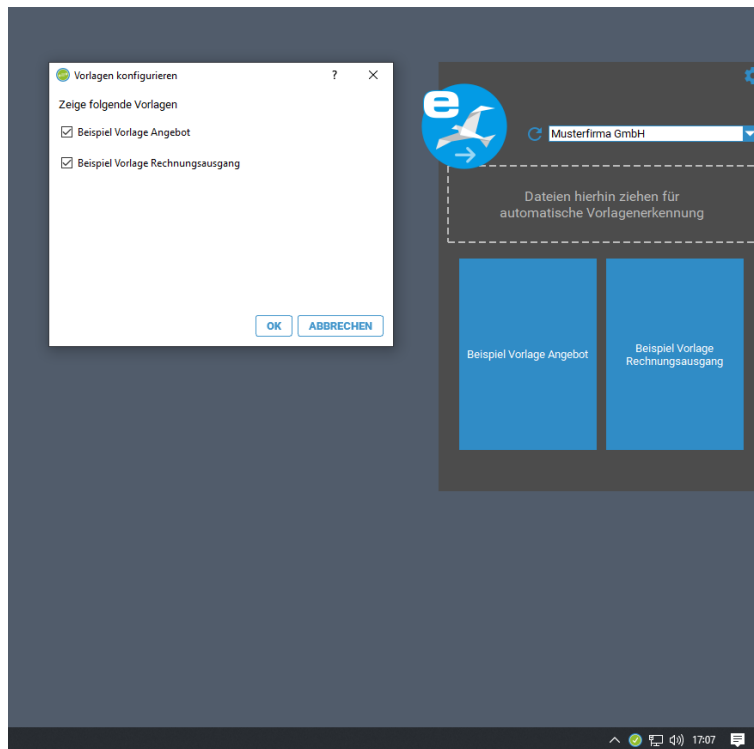 Vorlagen konfigurieren
Zeige folgende Vorlagen
Beispiel Vorlage Angebot
Beispiel Vorlage Rechnungsausgang
OK
ABBRECHEN
e
Musterfirma GmbH
Dateien hierhin ziehen für
automatische Vorlagenerkennung
Beispiel Vorlage Angebot
Beispiel Vorlage
Rechnungsausgang
17:07